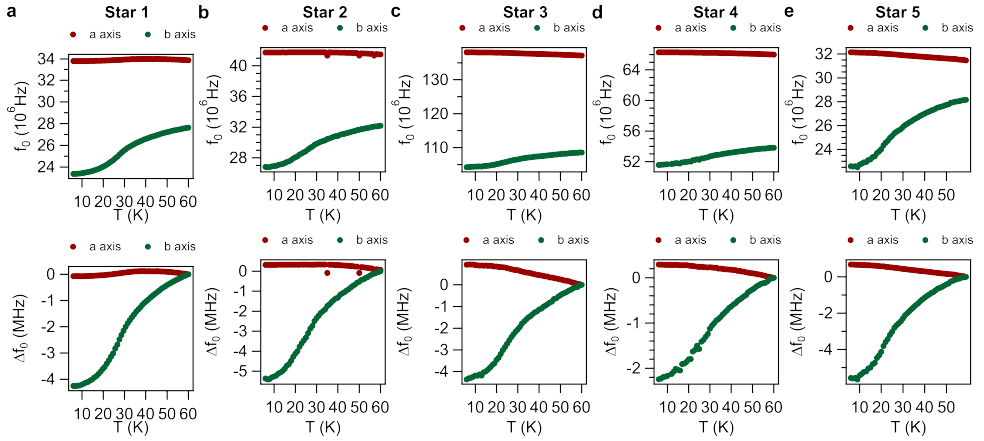 a Star 1
a axis b axis
34
32
30
28
26
24
f0 (10^6Hz)
10 20 30 40 50 60
T (K)
b Star 2
a axis b axis
40
36
32
28
f0 (10^6Hz)
10 20 30 40 50 60
T (K)
c Star 3
a axis b axis
130
120
110
f0 (10^6Hz)
10 20 30 40 50 60
T (K)
d Star 4
a axis b axis
64
60
56
52
f0 (10^6Hz)
10 20 30 40 50 60
T (K)
e Star 5
a axis b axis
32
30
28
26
24
f0 (10^6Hz)
10 20 30 40 50
T (K)
a axis b axis
0
-1
-2
-3
-4
Δf0 (MHz)
10 20 30 40 50 60
T (K)
a axis b axis
0
-1
-2
-3
-4
-5
Δf0 (MHz)
10 20 30 40 50 60
T (K)
a axis b axis
0
-1
-2
-3
-4
Δf0 (MHz)
10 20 30 40 50 60
T (K)
a axis b axis
0
-1
-2
Δf0 (MHz)
10 20 30 40 50 60
T (K)
a axis b axis
0
-2
-4
Δf0 (MHz)
10 20 30 40 50
T (K)